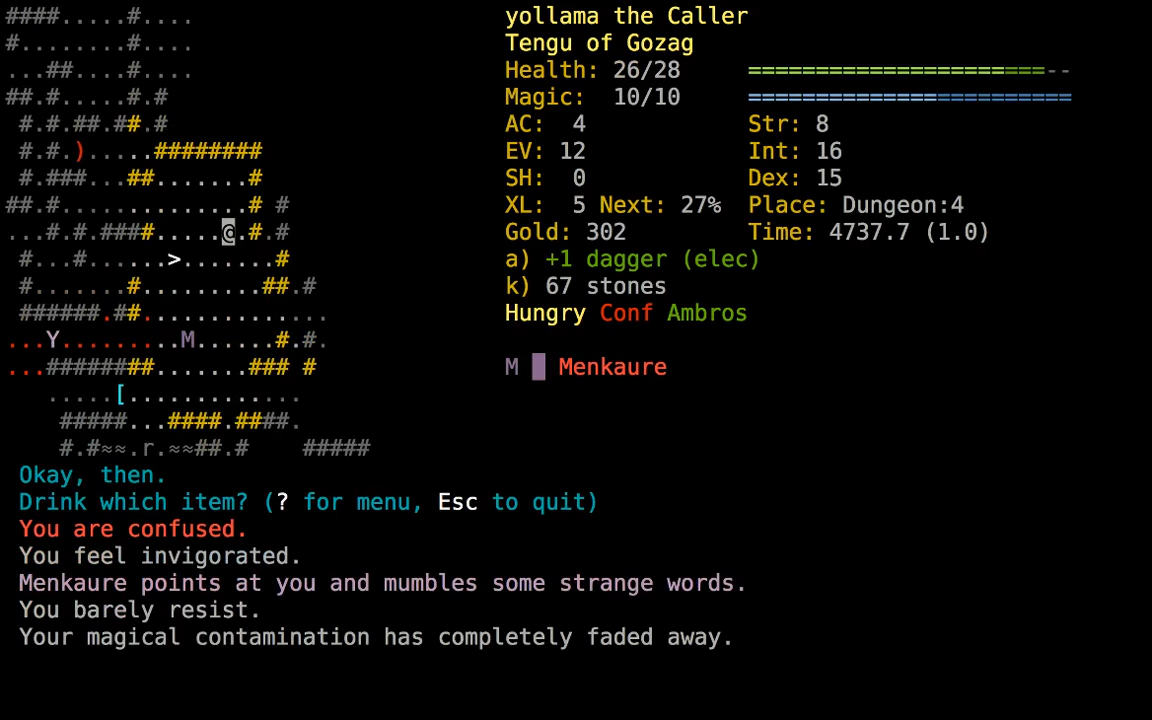 ####.....#....
#........#....
...##....#....
##.#.....#.#
#.#.##.##.#
#.#.).....########
#.###...##.......#
##.#..............# #
...#.#.####.....@.#.#
#...#......>.......#
#.......#.........##.#
######.##..............
...Y.........M......#.#.
...#######.......### #
.....[.............
#####...####.##.
#.#≈≈.r.≈≈##.# #####
yollama the Caller
Tengu of Gozag
Health: 26/28 ========================--
Magic: 10/10 ========================
AC: 4 Str: 8
EV: 12 Int: 16
SH: 0 Dex: 15
XL: 5 Next: 27% Place: Dungeon:4
Gold: 302 Time: 4737.7 (1.0)
a) +1 dagger (elec)
k) 67 stones
Hungry Conf Ambros
M Menkaure
Okay, then.
Drink which item? (? for menu, Esc to quit)
You are confused.
You feel invigorated.
Menkaure points at you and mumbles some strange words.
You barely resist.
Your magical contamination has completely faded away.